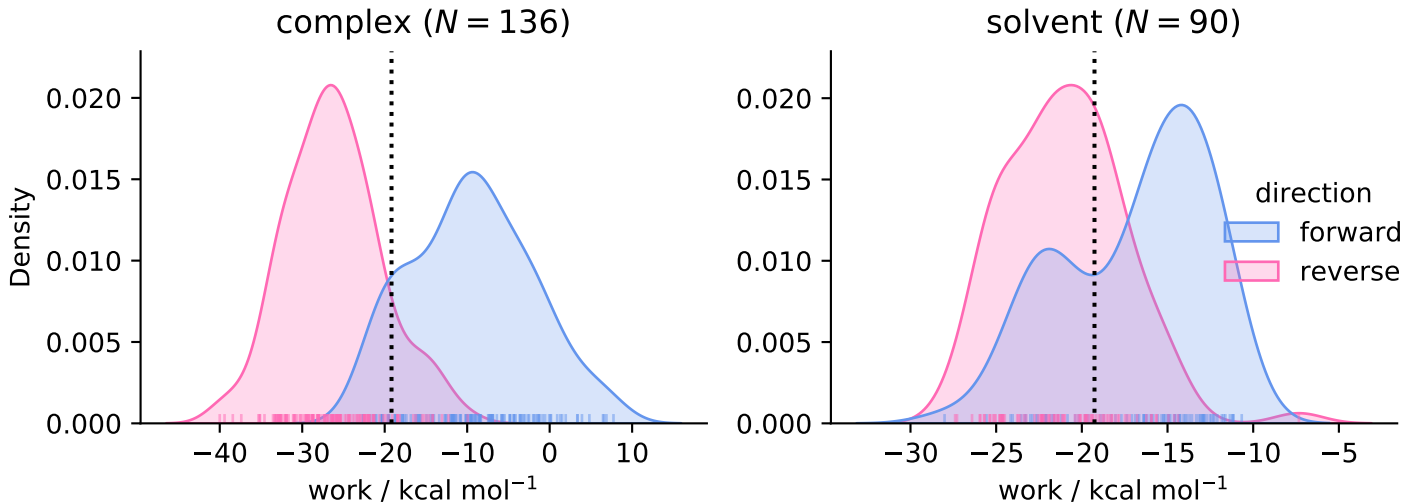 complex (N = 136)
0.020
0.015
0.010
0.005
0.000
Density
−40 −30 −20 −10 0 10
work / kcal mol⁻¹
solvent (N = 90)
0.020
0.015
0.010
0.005
0.000
−30 −25 −20 −15 −10 −5
work / kcal mol⁻¹
direction
forward
reverse